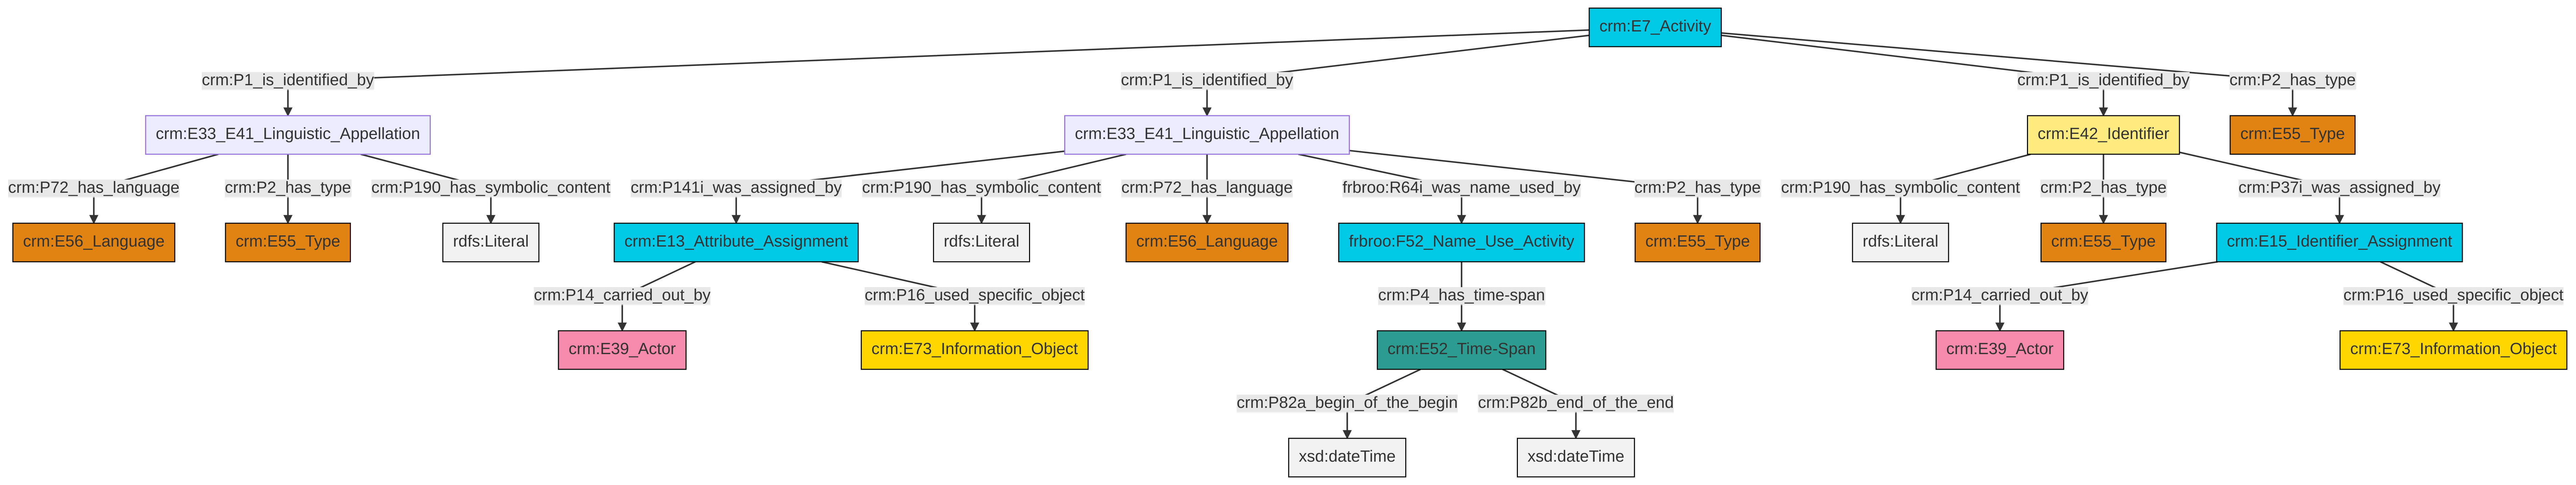 crm:E7_Activity
crm:P1_is_identified_by
crm:P1_is_identified_by
crm:P1_is_identified_by
crm:P2_has_type
crm:E33_E41_Linguistic_Appellation
crm:E33_E41_Linguistic_Appellation
crm:E42_Identifier
crm:E55_Type
crm:P72_has_language
crm:P2_has_type
crm:P190_has_symbolic_content
crm:P141i_was_assigned_by
crm:P190_has_symbolic_content
crm:P72_has_language
frbroo:R64i_was_name_used_by
crm:P2_has_type
crm:P190_has_symbolic_content
crm:P2_has_type
crm:P37i_was_assigned_by
crm:E56_Language
crm:E55_Type
rdfs:Literal
crm:E13_Attribute_Assignment
rdfs:Literal
crm:E56_Language
frbroo:F52_Name_Use_Activity
crm:E55_Type
rdfs:Literal
crm:E55_Type
crm:E15_Identifier_Assignment
crm:P14_carried_out_by
crm:P16_used_specific_object
crm:P4_has_time-span
crm:P14_carried_out_by
crm:P16_used_specific_object
crm:E39_Actor
crm:E73_Information_Object
crm:E52_Time-Span
crm:E39_Actor
crm:E73_Information_Object
crm:P82a_begin_of_the_begin
crm:P82b_end_of_the_end
xsd:dateTime
xsd:dateTime